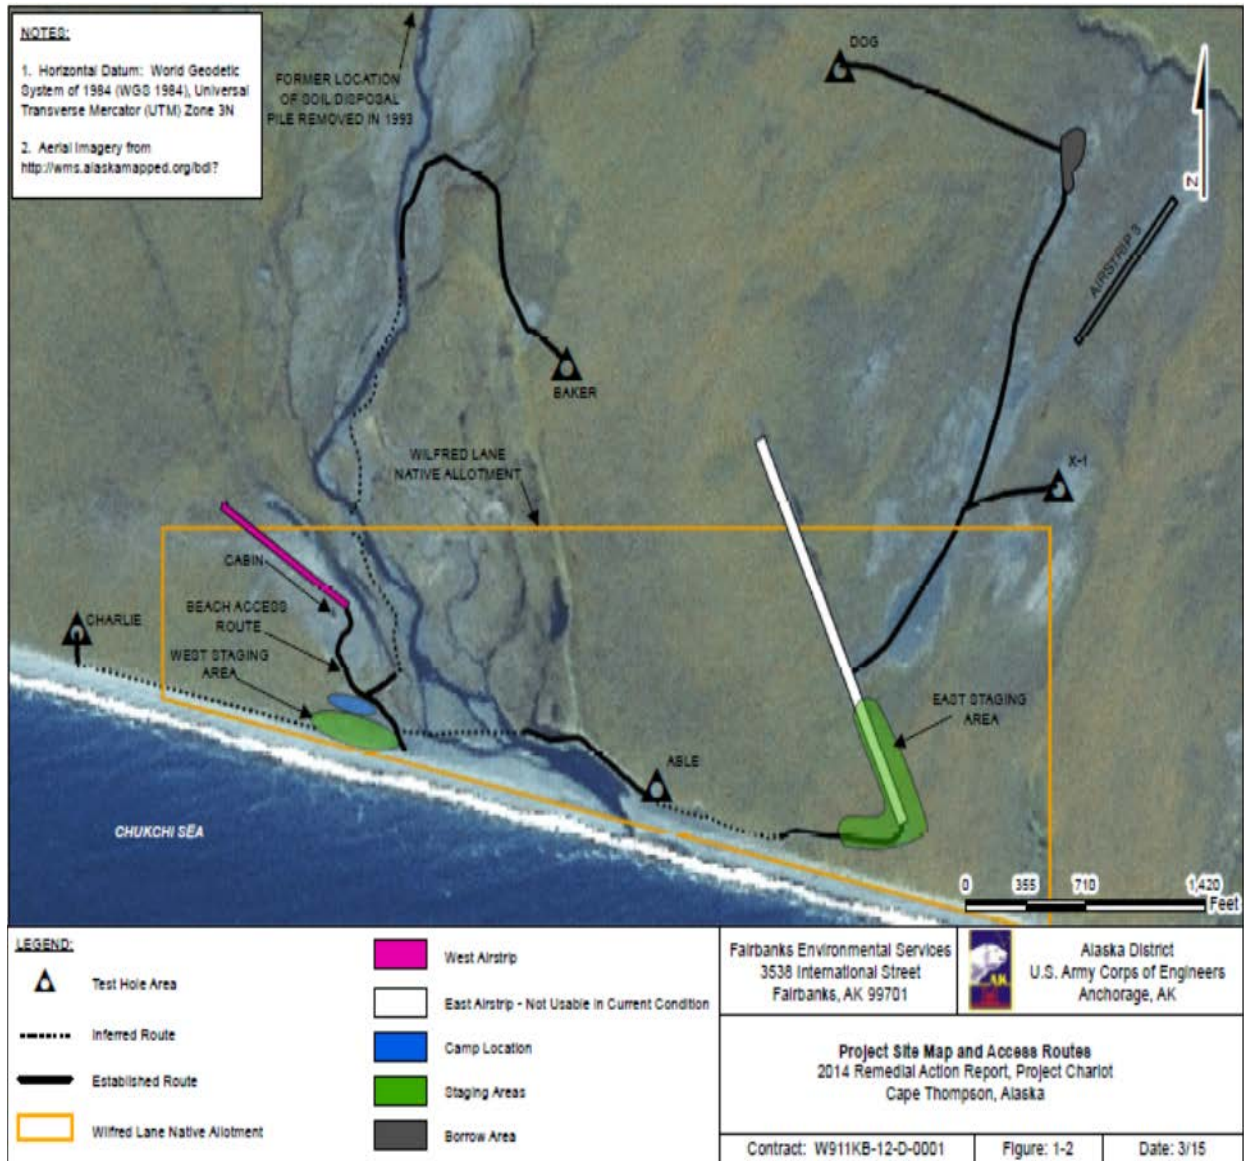 NOTES:
1. Horizontal Datum: World Geodetic
System of 1984 (WGS 1984), Universal
Transverse Mercator (UTM) Zone 3N
2. Aerial Imagery from
http://wms.alaskamapped.org/bdl?
FORMER LOCATION
OF SOIL DISPOSAL
PILE REMOVED IN 1993
DOG
N
AIRSTRIP 3
BAKER
WILFRED LANE
NATIVE ALLOTMENT
X-1
CABIN
BEACH ACCESS
ROUTE
CHARLIE
WEST STAGING
AREA
EAST STAGING
AREA
ABLE
CHUKCHI SEA
0 355 710 1,420
Feet
LEGEND:
Test Hole Area
Inferred Route
Established Route
Wilfred Lane Native Allotment
West Airstrip
East Airstrip - Not Usable in Current Condition
Camp Location
Staging Areas
Borrow Area
Fairbanks Environmental Services
3538 International Street
Fairbanks, AK 99701
AK
Alaska District
U.S. Army Corps of Engineers
Anchorage, AK
Project Site Map and Access Routes
2014 Remedial Action Report, Project Chariot
Cape Thompson, Alaska
Contract: W911KB-12-D-0001
Figure: 1-2
Date: 3/15